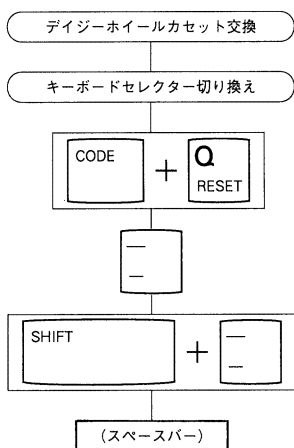 デイジーホイールカセット交換
キーボードセレクター切り換え
CODE + Q
RESET
—
—
SHIFT + —
—
(スペースバー)